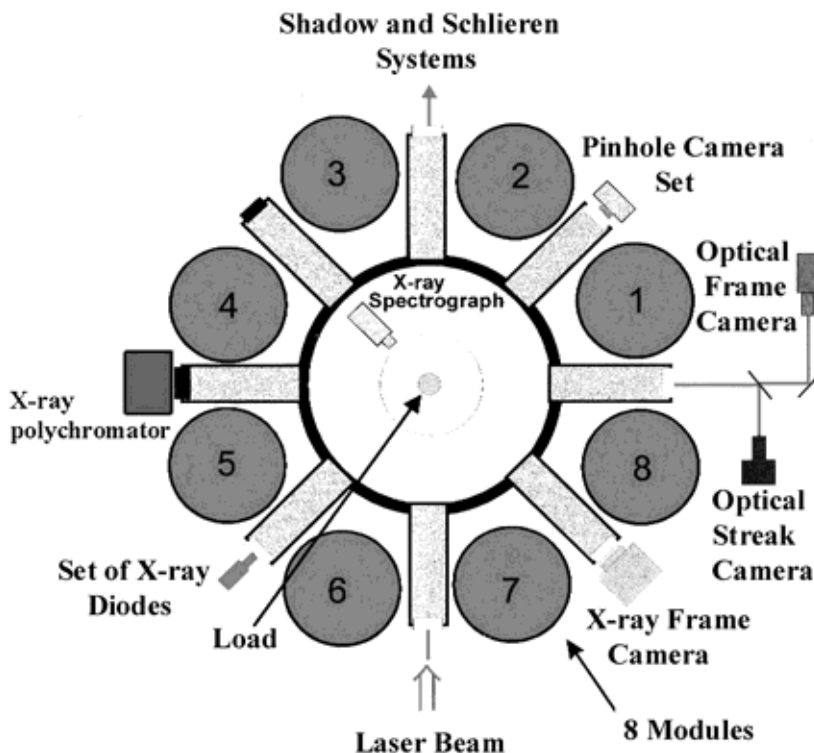 Shadow and Schlieren
Systems
3
2
Pinhole Camera
Set
Optical
Frame
Camera
X-ray
Spectrograph
4
1
X-ray
polychromator
5
8
Optical
Streak
Camera
Set of X-ray
Diodes
6
7
Load
X-ray Frame
Camera
Laser Beam
8 Modules